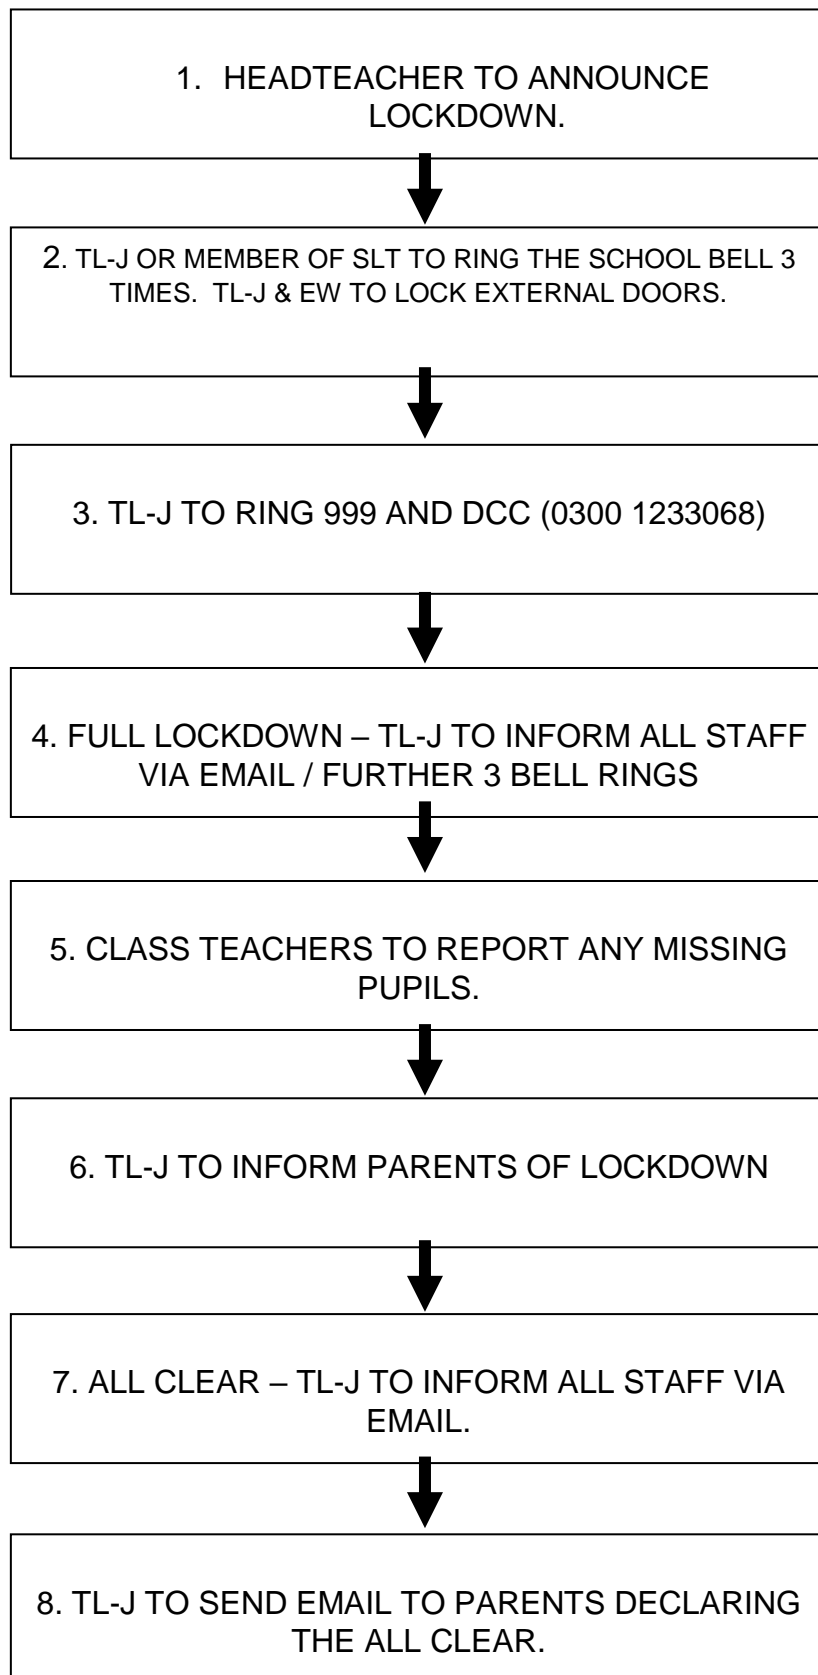 1. HEADTEACHER TO ANNOUNCE
LOCKDOWN.
2. TL-J OR MEMBER OF SLT TO RING THE SCHOOL BELL 3
TIMES. TL-J & EW TO LOCK EXTERNAL DOORS.
3. TL-J TO RING 999 AND DCC (0300 1233068)
4. FULL LOCKDOWN – TL-J TO INFORM ALL STAFF
VIA EMAIL / FURTHER 3 BELL RINGS
5. CLASS TEACHERS TO REPORT ANY MISSING
PUPILS.
6. TL-J TO INFORM PARENTS OF LOCKDOWN
7. ALL CLEAR – TL-J TO INFORM ALL STAFF VIA
EMAIL.
8. TL-J TO SEND EMAIL TO PARENTS DECLARING
THE ALL CLEAR.